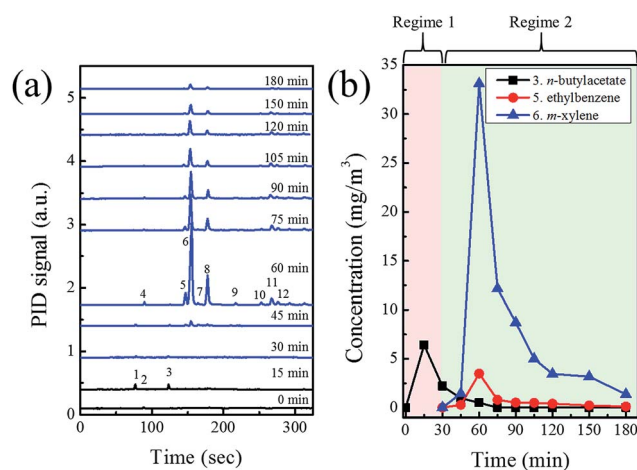 Regime 1
Regime 2
(a)
PID signal (a.u.)
5
4
3
2
1
0
180 min
150 min
120 min
105 min
90 min
75 min
60 min
45 min
30 min
15 min
0 min
1
2
3
4
5
6
7
8
9
10
11
12
0
100
200
300
Time (sec)
(b)
Concentration (mg/m³)
35
30
25
20
15
10
5
0
3. n-butylacetate
5. ethylbenzene
6. m-xylene
0
30
60
90
120
150
180
Time (min)